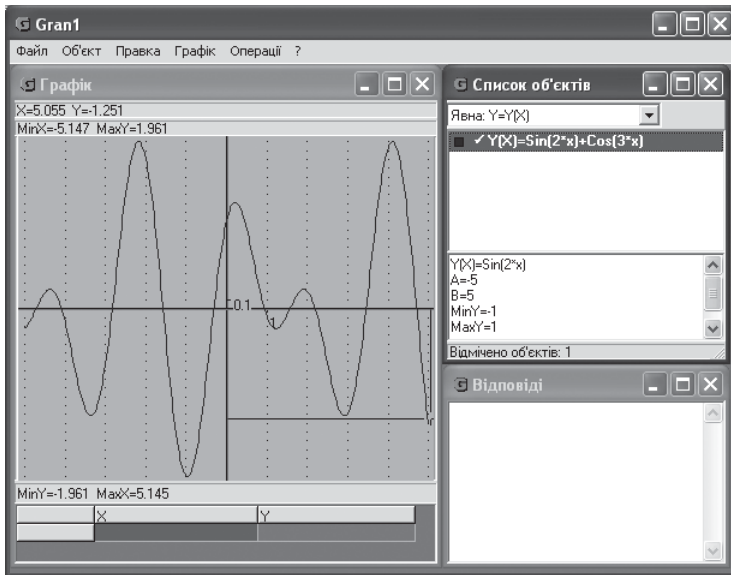 Gran1
Файл Об'єкт Правка Графік Операції ?
Графік
X=5.055 Y=-1.251
MinX=-5.147 MaxY=1.961
0.1
1
MinY=-1.961 MaxX=5.145
X Y
Список об'єктів
Явна: Y=Y(X)
✓ Y(X)=Sin(2*x)+Cos(3*x)
Y(X)=Sin(2*x)
A=-5
B=5
MinY=-1
MaxY=1
Відмічено об'єктів: 1
Відповіді